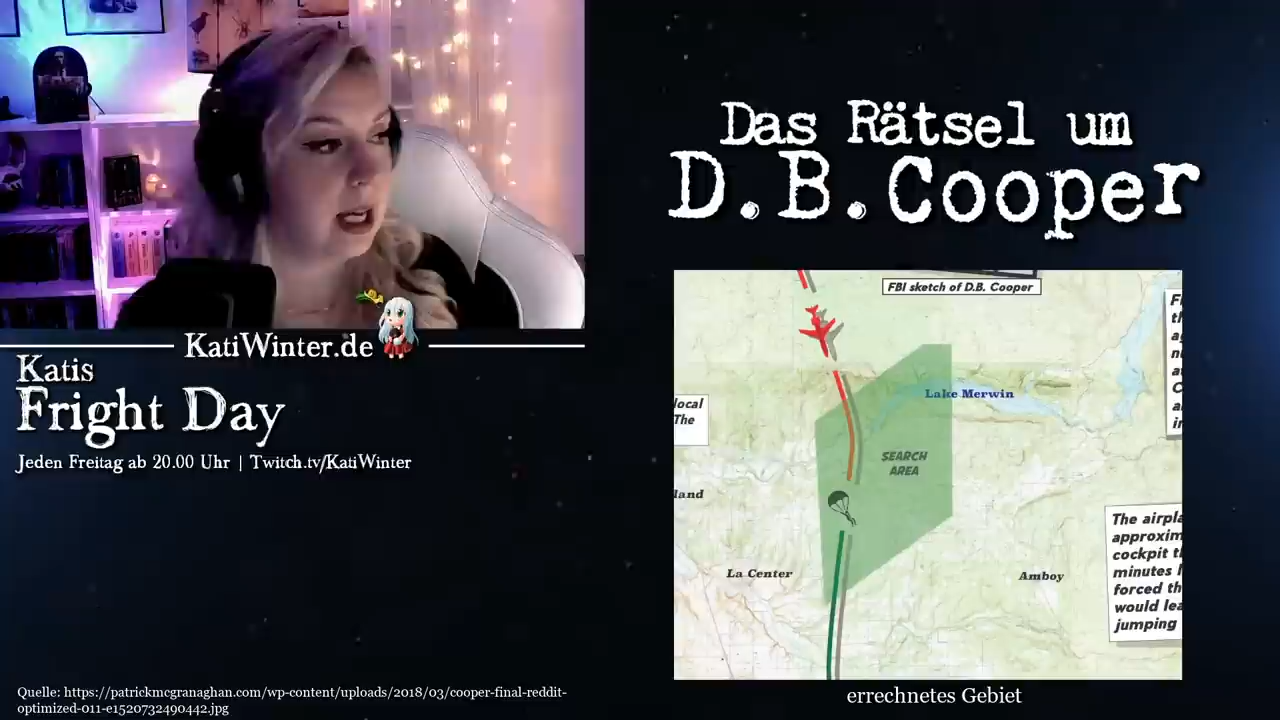 Das Rätsel um
D.B. Cooper
KatiWinter.de
Katis
Fright Day
Jeden Freitag ab 20.00 Uhr | Twitch.tv/KatiWinter
FBI sketch of D.B. Cooper
Lake Merwin
local
The
SEARCH
AREA
land
La Center
Amboy
The airpla
approxim
cockpit th
minutes
forced th
would lea
jumping
errechnetes Gebiet
Quelle: https://patrickmcgranaghan.com/wp-content/uploads/2018/03/cooper-final-reddit-
optimized-011-e1520732490442.jpg